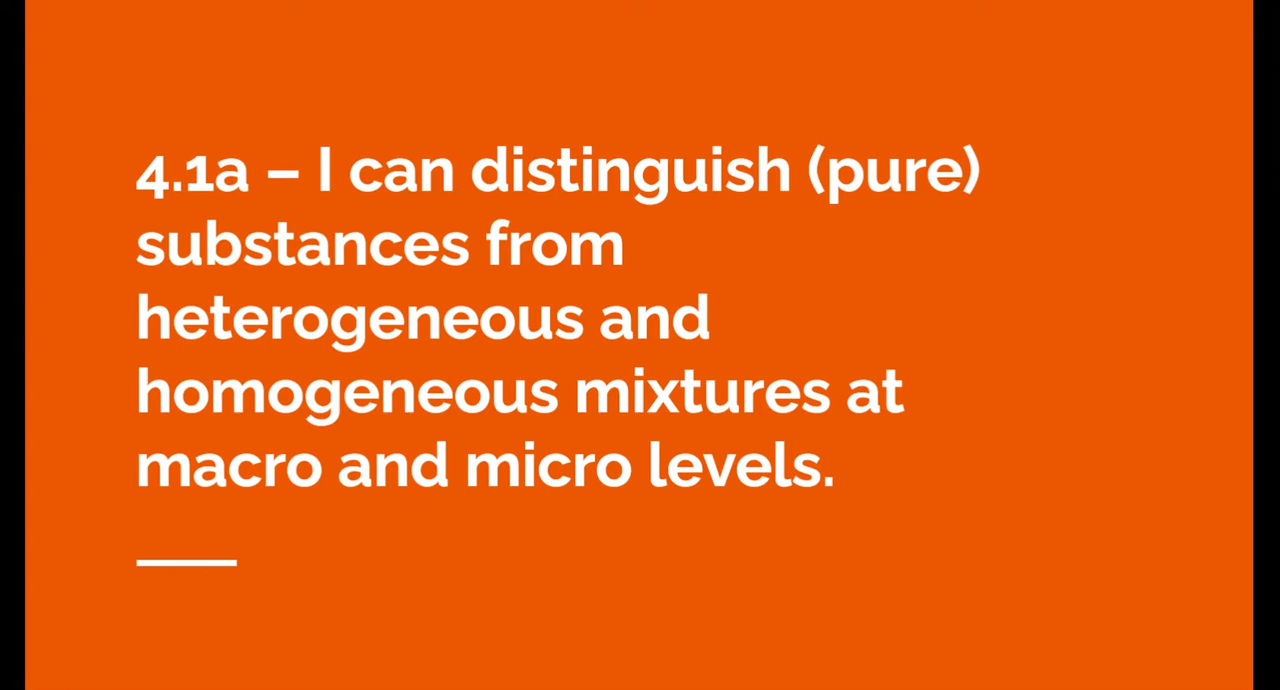 4.1a – I can distinguish (pure)
substances from
heterogeneous and
homogeneous mixtures at
macro and micro levels.